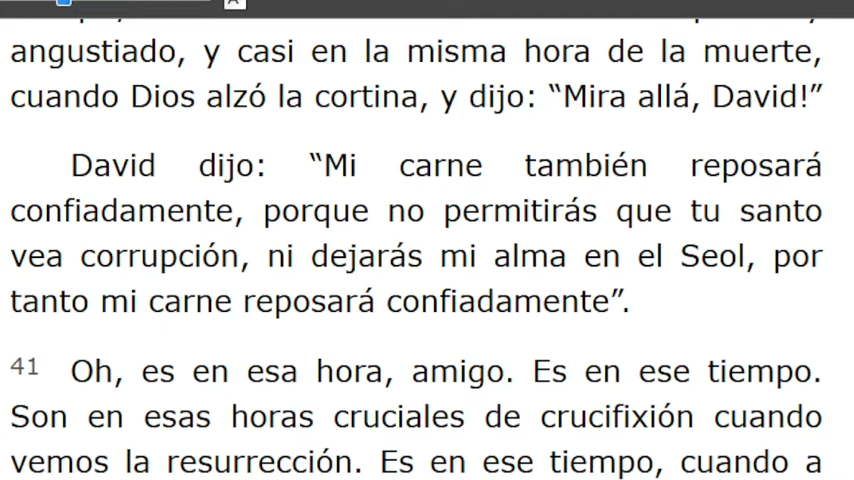 angustiado, y casi en la misma hora de la muerte,
cuando Dios alzó la cortina, y dijo: “Mira allá, David!”
David dijo: “Mi carne también reposará
confiadamente, porque no permitirás que tu santo
vea corrupción, ni dejarás mi alma en el Seol, por
tanto mi carne reposará confiadamente”.
41 Oh, es en esa hora, amigo. Es en ese tiempo.
Son en esas horas cruciales de crucifixión cuando
vemos la resurrección. Es en ese tiempo, cuando a